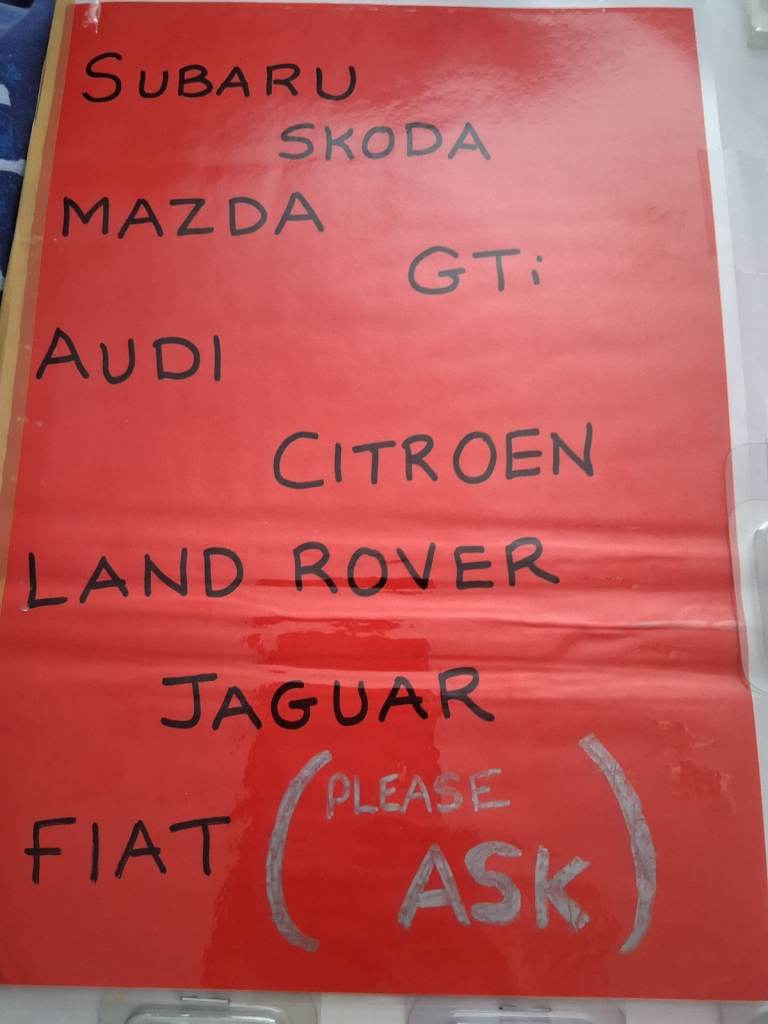 SUBARU
SKODA
MAZDA
GTi
AUDI
CITROEN
LAND ROVER
JAGUAR
FIAT (PLEASE
ASK)